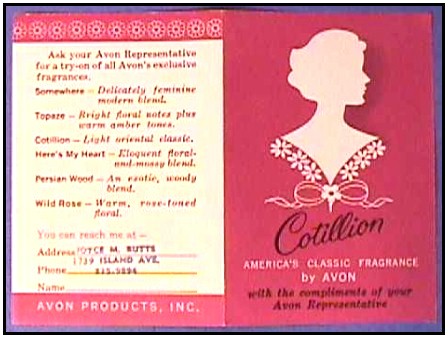 Ask your Avon Representative
for a try-on of all Avon's exclusive
fragrances.
Somewhere – Delicately feminine
modern blend.
Topaze – Bright floral notes plus
warm amber tones.
Cotillion – Light oriental classic.
Here's My Heart – Eloquent floral-
and-mossy blend.
Persian Wood – An exotic, woody
blend.
Wild Rose – Warm, rose-toned
floral.
You can reach me at –
Address JOYCE M. BUTTS
1739 ISLAND AVE.
Phone 835-9894
Name
AVON PRODUCTS, INC.
Cotillion
AMERICA'S CLASSIC FRAGRANCE
by AVON
with the compliments of your
Avon Representative